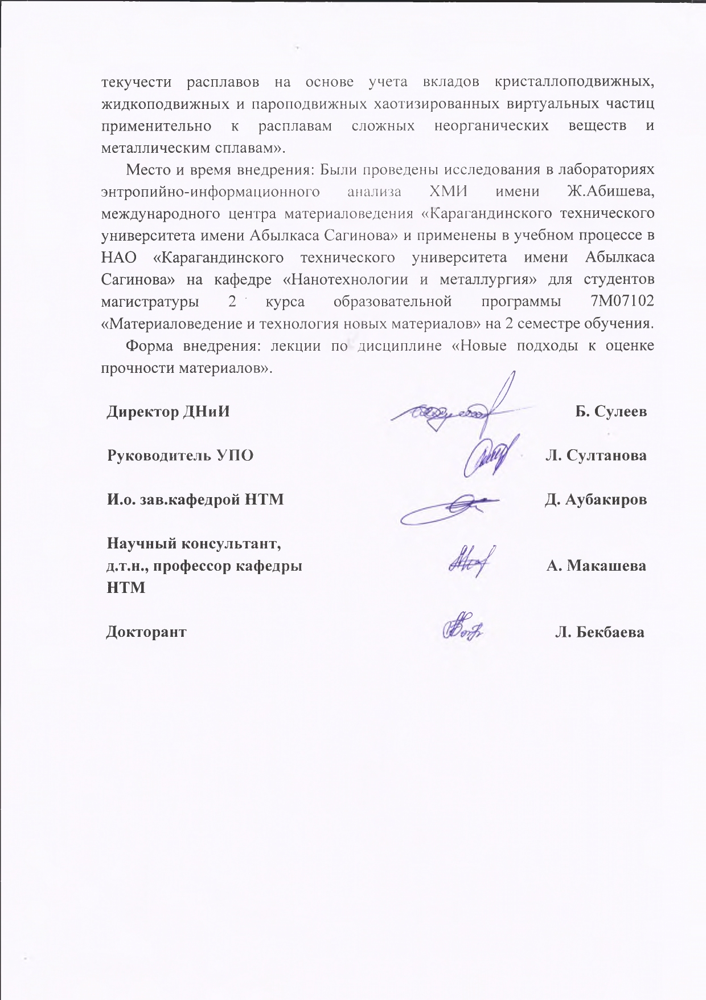 текучести расплавов на основе учета вкладов кристаллоподвижных,
жидкоподвижных и пароподвижных хаотизированных виртуальных частиц
применительно к расплавам сложных неорганических веществ и
металлическим сплавам».
Место и время внедрения: Были проведены исследования в лабораториях
энтропийно-информационного анализа ХМИ имени Ж.Абишева,
международного центра материаловедения «Карагандинского технического
университета имени Абылкаса Сагинова» и применены в учебном процессе в
НАО «Карагандинского технического университета имени Абылкаса
Сагинова» на кафедре «Нанотехнологии и металлургия» для студентов
магистратуры 2 курса образовательной программы 7М07102
«Материаловедение и технология новых материалов» на 2 семестре обучения.
Форма внедрения: лекции по дисциплине «Новые подходы к оценке
прочности материалов».
Директор ДНиИ Б. Сулеев
Руководитель УПО Л. Султанова
И.о. зав.кафедрой НТМ Д. Аубакиров
Научный консультант,
д.т.н., профессор кафедры А. Макашева
НТМ
Докторант Л. Бекбаева